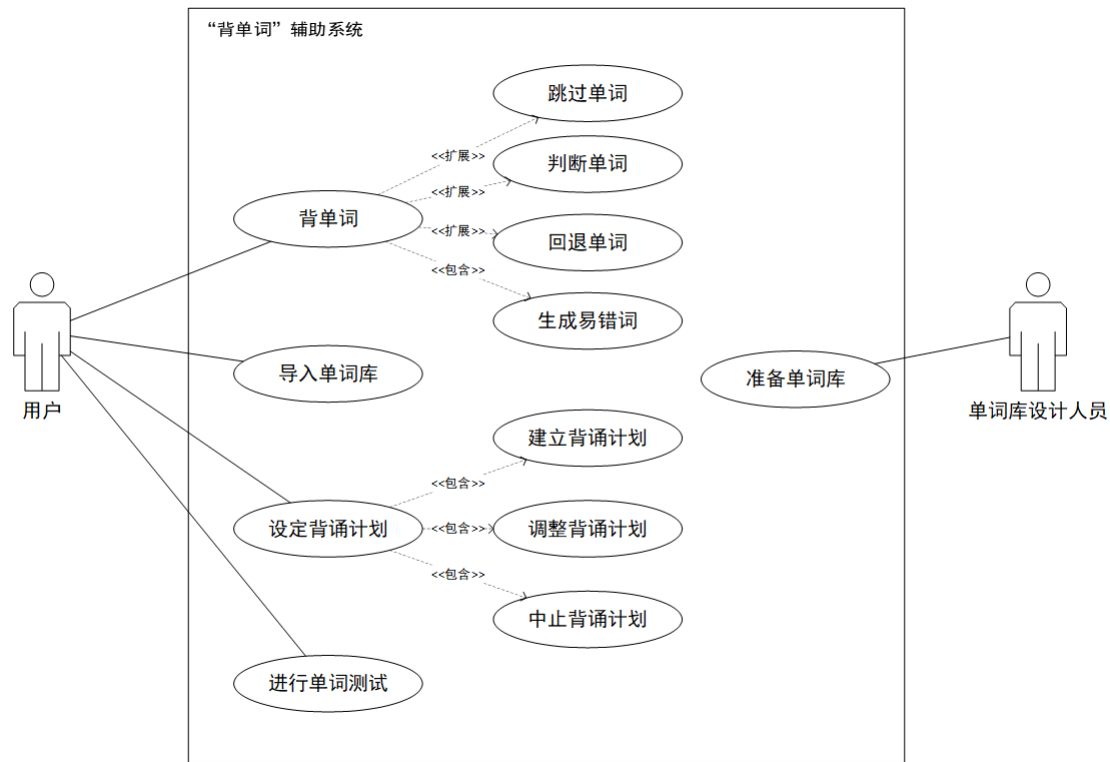 “背单词”辅助系统
跳过单词
<<扩展>>
判断单词
<<扩展>>
背单词
<<扩展>>
回退单词
<<包含>>
生成易错词
导入单词库
准备单词库
用户
单词库设计人员
建立背诵计划
<<包含>>
设定背诵计划
<<包含>>
调整背诵计划
<<包含>>
中止背诵计划
进行单词测试